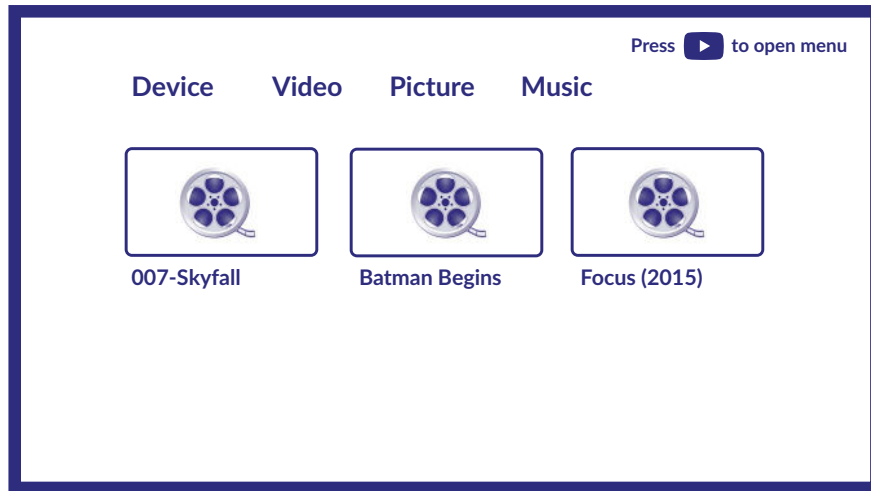 Press to open menu
Device Video Picture Music
007-Skyfall Batman Begins Focus (2015)